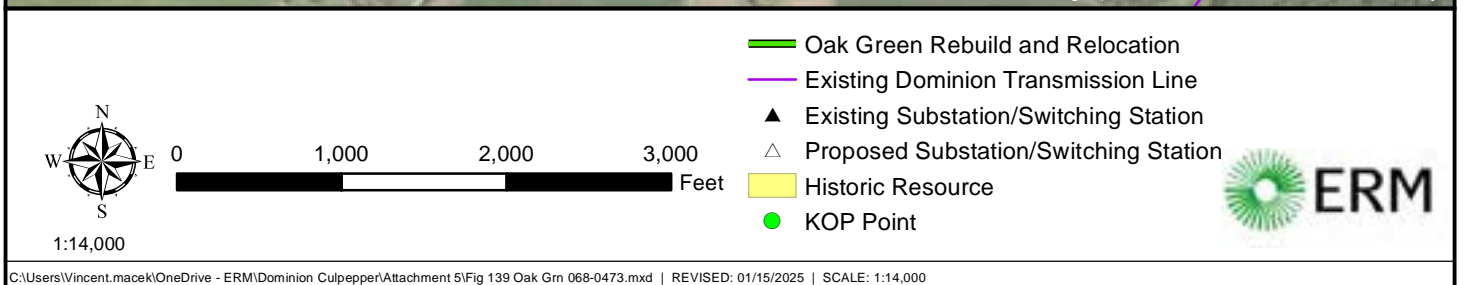 N
W E
S
0 1,000 2,000 3,000
Feet
1:14,000
Oak Green Rebuild and Relocation
Existing Dominion Transmission Line
Existing Substation/Switching Station
Proposed Substation/Switching Station
Historic Resource
KOP Point
ERM
C:\Users\Vincent.macek\OneDrive - ERM\Dominion Culpepper\Attachment 5\Fig 139 Oak Grn 068-0473.mxd | REVISED: 01/15/2025 | SCALE: 1:14,000